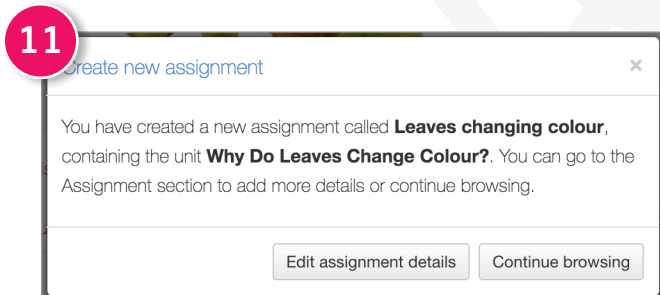 11
Create new assignment ×
You have created a new assignment called Leaves changing colour,
containing the unit Why Do Leaves Change Colour?. You can go to the
Assignment section to add more details or continue browsing.
Edit assignment details Continue browsing